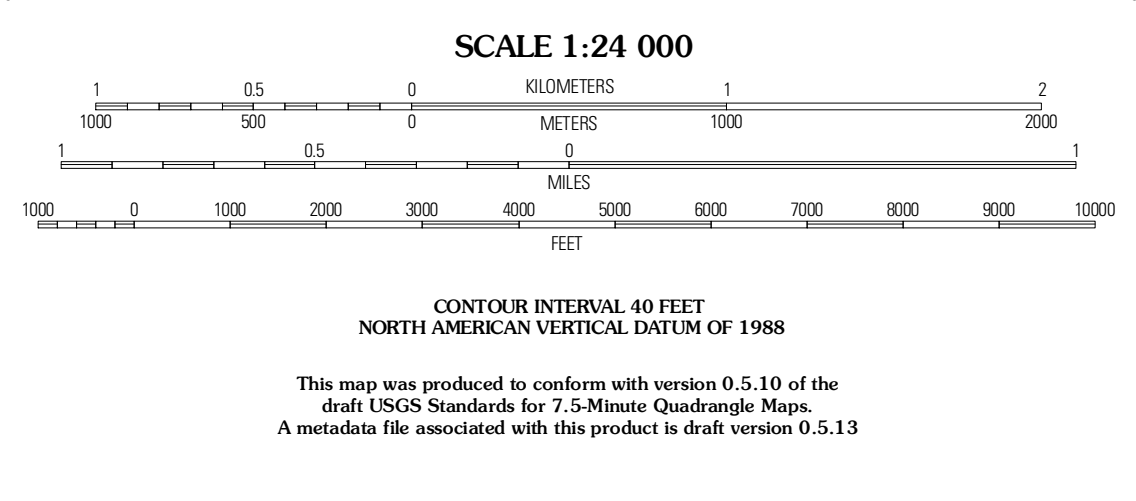 SCALE 1:24 000
1 0.5 0 KILOMETERS 1 2
1000 500 0 METERS 1000 2000
1 0.5 0 1
MILES
1000 0 1000 2000 3000 4000 5000 6000 7000 8000 9000 10000
FEET
CONTOUR INTERVAL 40 FEET
NORTH AMERICAN VERTICAL DATUM OF 1988
This map was produced to conform with version 0.5.10 of the
draft USGS Standards for 7.5-Minute Quadrangle Maps.
A metadata file associated with this product is draft version 0.5.13